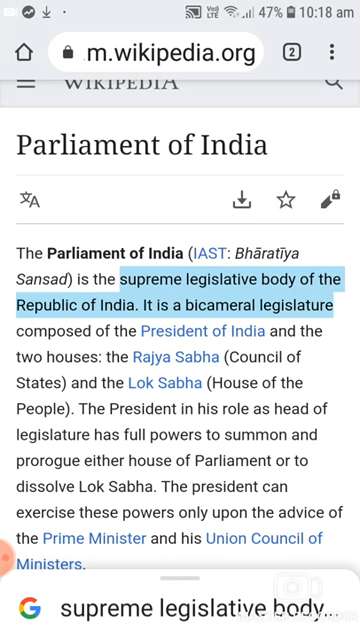 47% 10:18 am
m.wikipedia.org 2
WIKIPEDIA
Parliament of India
The Parliament of India (IAST: Bhāratīya
Sansad) is the supreme legislative body of the
Republic of India. It is a bicameral legislature
composed of the President of India and the
two houses: the Rajya Sabha (Council of
States) and the Lok Sabha (House of the
People). The President in his role as head of
legislature has full powers to summon and
prorogue either house of Parliament or to
dissolve Lok Sabha. The president can
exercise these powers only upon the advice of
the Prime Minister and his Union Council of
Ministers.
supreme legislative body...